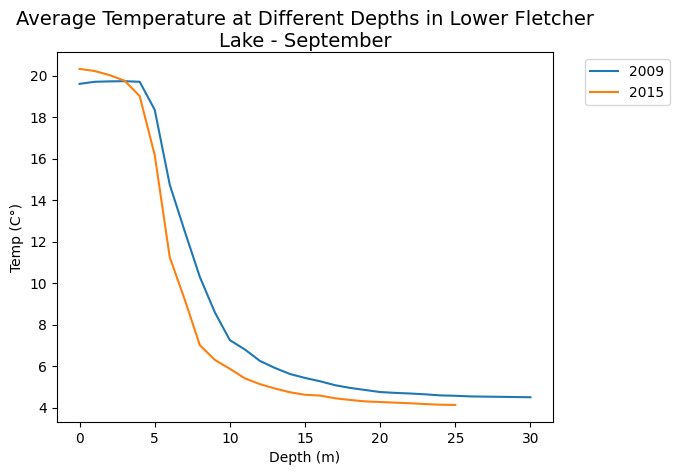 Average Temperature at Different Depths in Lower Fletcher
Lake - September
2009
2015
20
18
16
14
12
10
8
6
4
Temp (C°)
0 5 10 15 20 25 30
Depth (m)